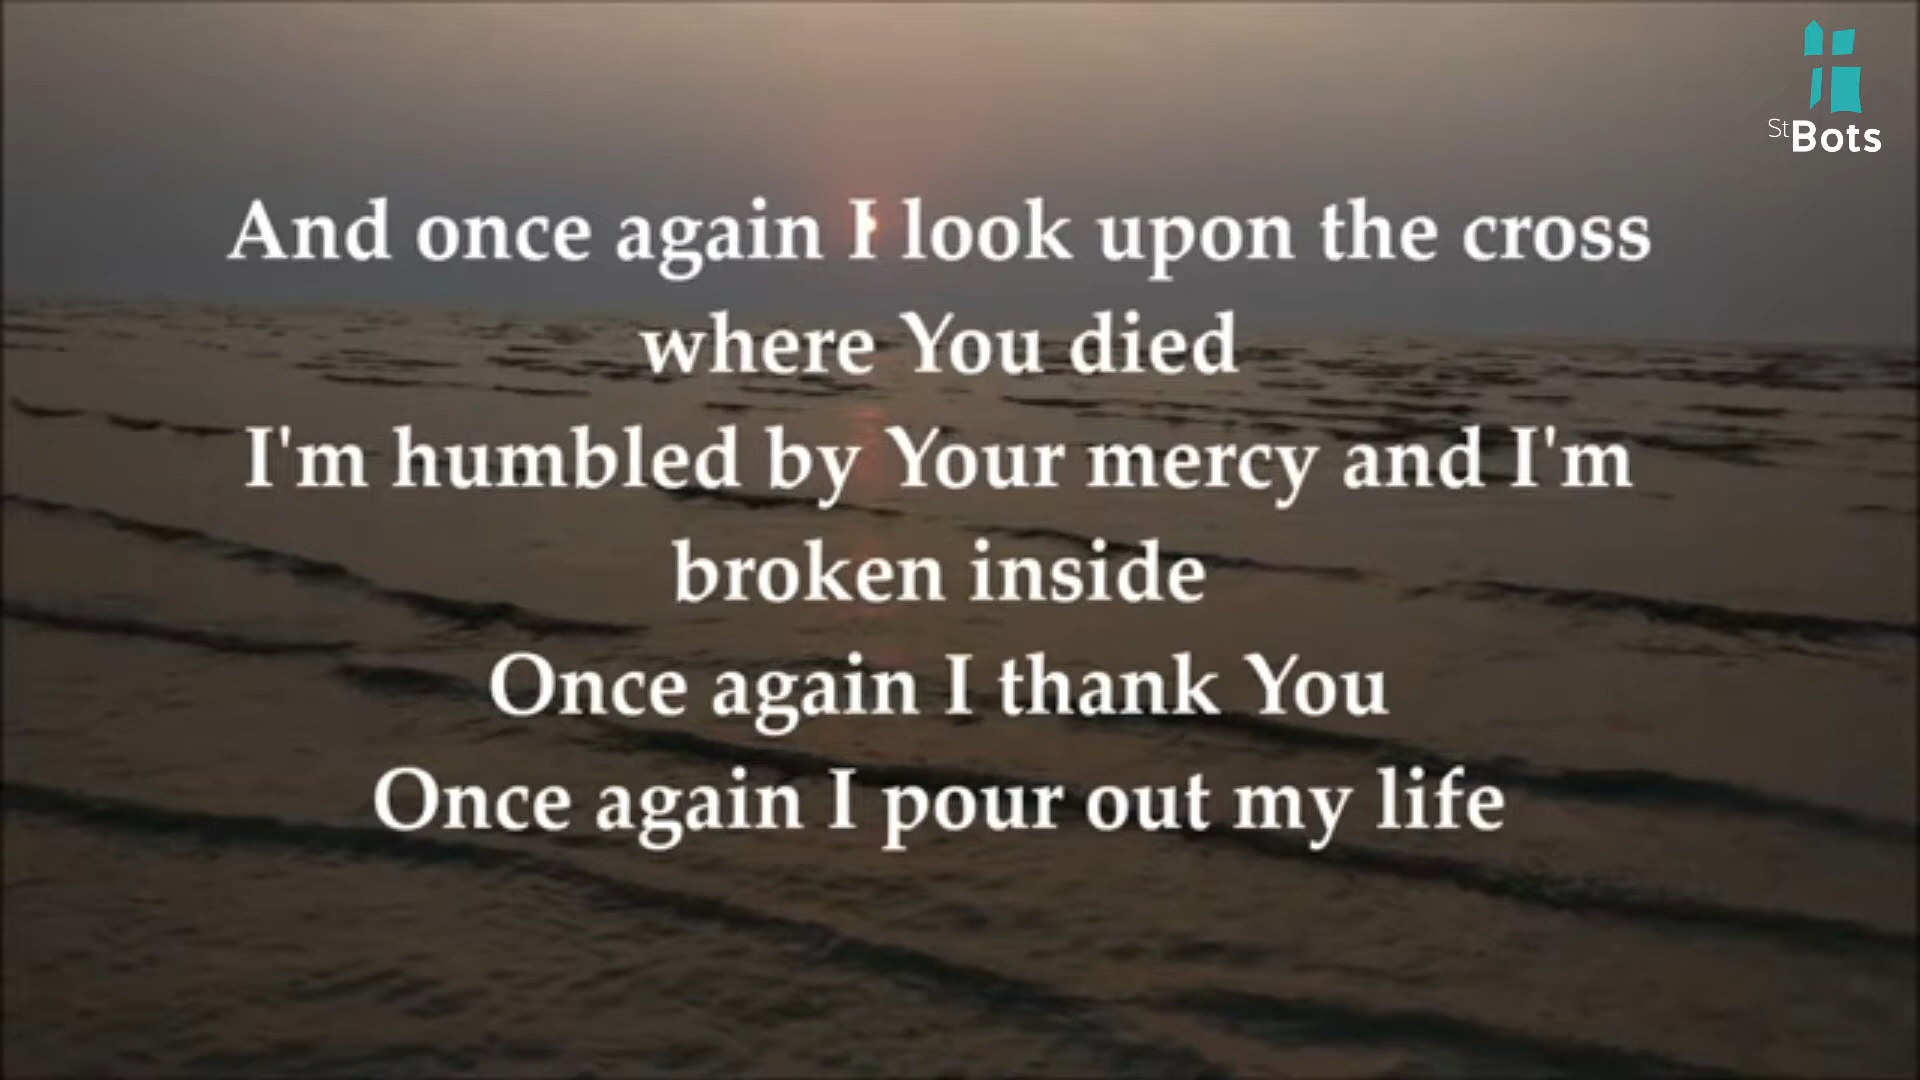 St Bots
And once again I look upon the cross
where You died
I'm humbled by Your mercy and I'm
broken inside
Once again I thank You
Once again I pour out my life